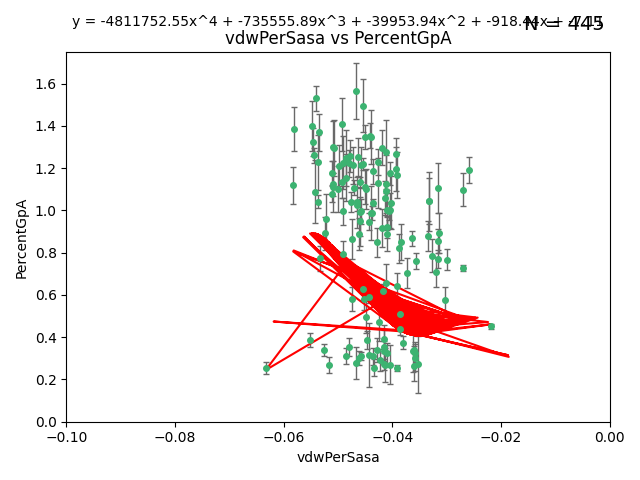 y = -4811752.55x^4 + -735555.89x^3 + -39953.94x^2 + -918.44x + -7.11
N = 445
vdwPerSasa vs PercentGpA
PercentGpA
1.6
1.4
1.2
1.0
0.8
0.6
0.4
0.2
0.0
−0.10 −0.08 −0.06 −0.04 −0.02 0.00
vdwPerSasa